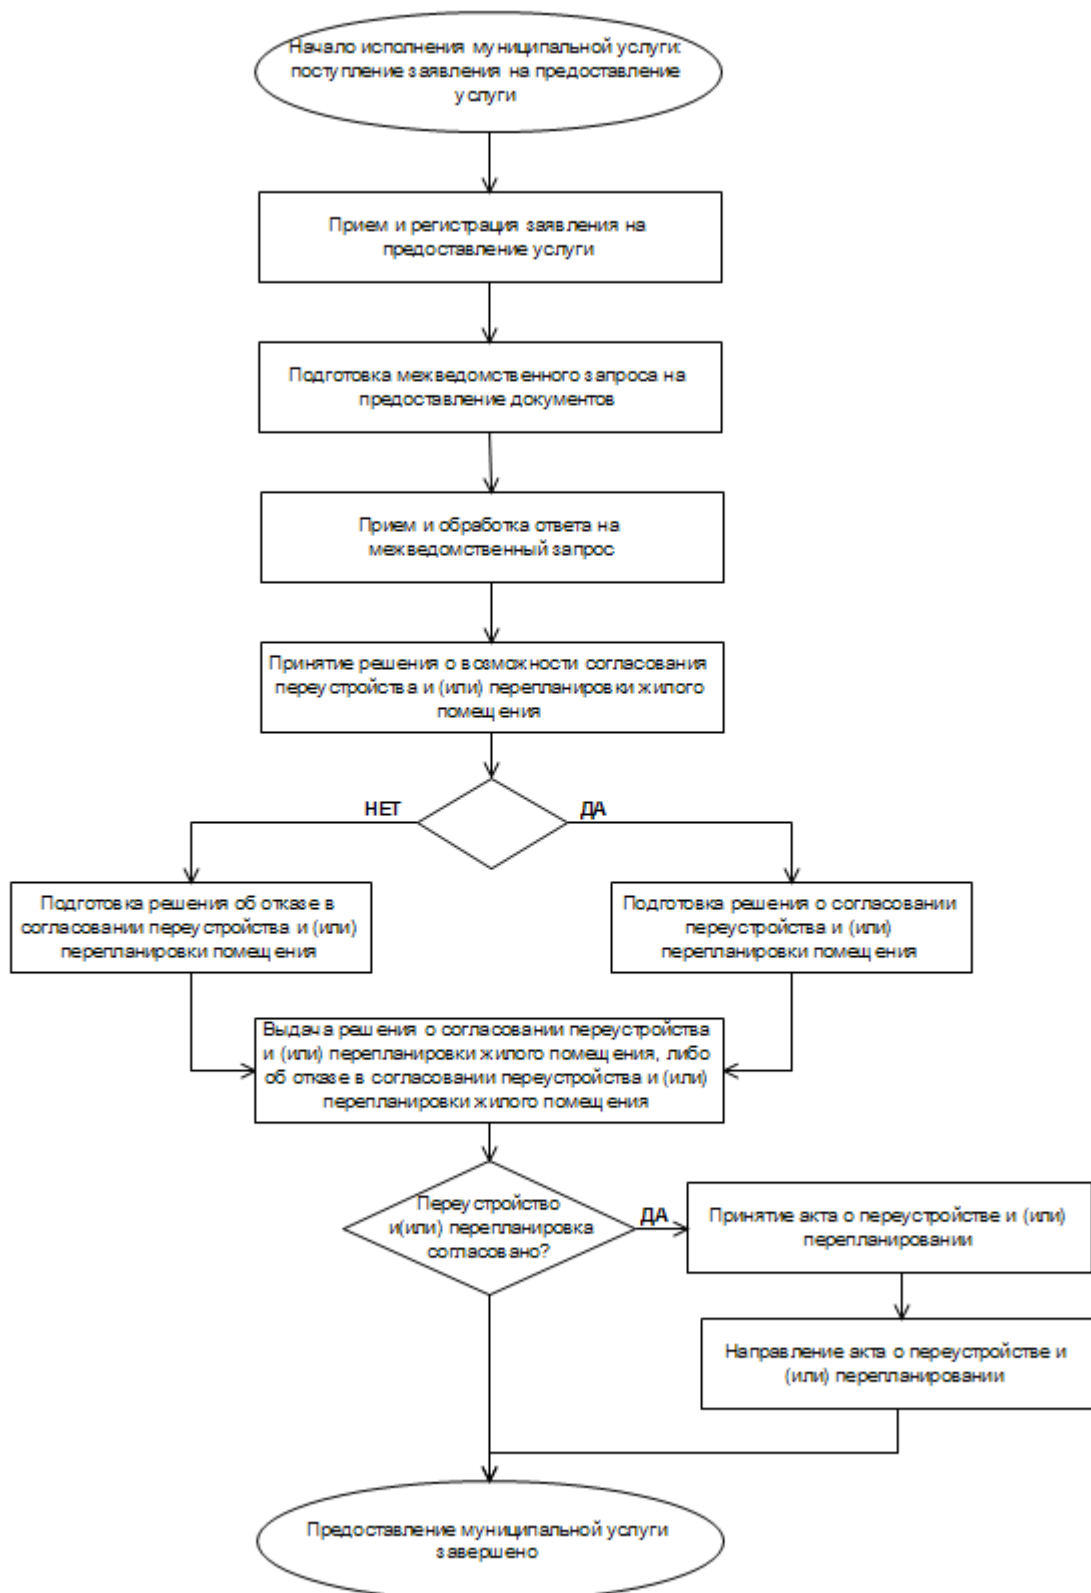 Начало исполнения муниципальной услуги:
поступление заявления на предоставление
услуги
Прием и регистрация заявления на
предоставление услуги
Подготовка межведомственного запроса на
предоставление документов
Прием и обработка ответа на
межведомственный запрос
Принятие решения о возможности согласования
переустройства и (или) перепланировки жилого
помещения
НЕТ
ДА
Подготовка решения об отказе в
согласовании переустройства и (или)
перепланировки помещения
Подготовка решения о согласовании
переустройства и (или)
перепланировки помещения
Выдача решения о согласовании переустройства
и (или) перепланировки жилого помещения, либо
об отказе в согласовании переустройства и (или)
перепланировки жилого помещения
Переустройство
и(или) перепланировка
согласовано?
ДА
Принятие акта о переустройстве и (или)
перепланировании
Направление акта о переустройстве и
(или) перепланировании
Предоставление муниципальной услуги
завершено